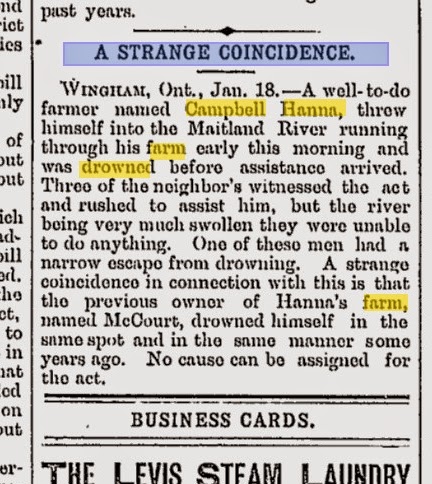 past years.
A STRANGE COINCIDENCE.
WINGHAM, Ont., Jan. 18.—A well-to-do
farmer named Campbell Hanna, threw
himself into the Maitland River running
through his farm early this morning and
was drowned before assistance arrived.
Three of the neighbor's witnessed the act
and rushed to assist him, but the river
being very much swollen they were unable
to do anything. One of these men had a
narrow escape from drowning. A strange
coincidence in connection with this is that
the previous owner of Hanna's farm,
named McCourt, drowned himself in the
same spot and in the same manner some
years ago. No cause can be assigned for
the act.
BUSINESS CARDS.
THE LEVIS STEAM LAUNDRY